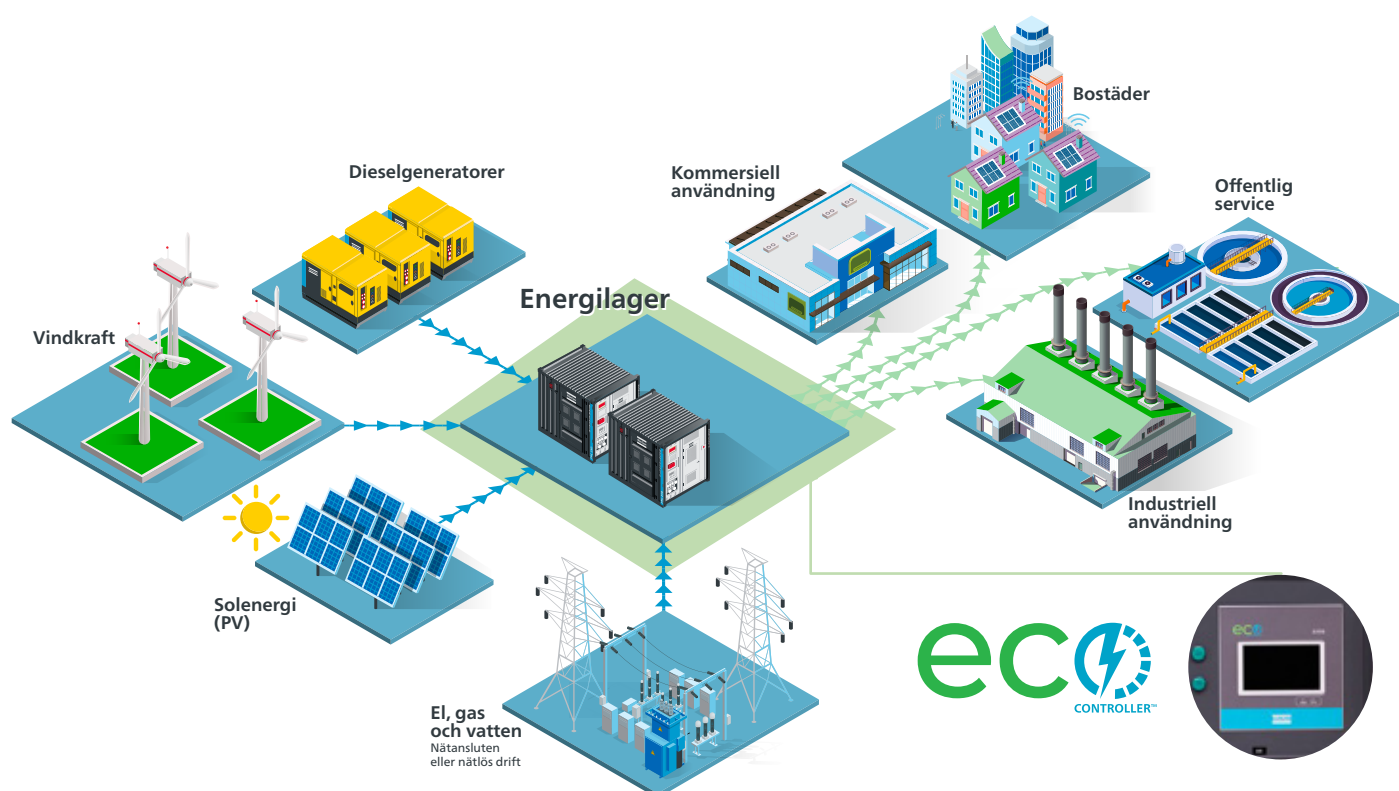 Bostäder
Dieselgeneratorer
Kommersiell
användning
Offentlig
service
Energilager
Vindkraft
Industriell
användning
Solenergi
(PV)
El, gas
och vatten
Nätansluten
eller nätlös drift
eco
CONTROLLER™
eco